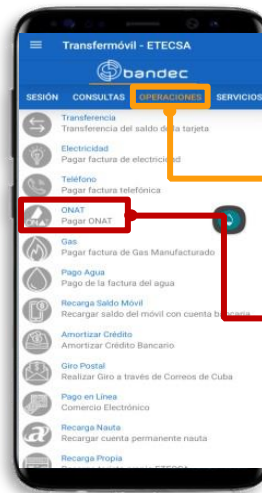 Transfermóvil - ETECSA
bandec
SESIÓN CONSULTAS OPERACIONES SERVICIOS
Transferencia
Transferencia del saldo de la tarjeta
Electricidad
Pagar factura de electricidad
Teléfono
Pagar factura telefónica
ONAT
Pagar ONAT
Gas
Pagar factura de Gas Manufacturado
Pago Agua
Pago de la factura del agua
Recarga Saldo Móvil
Recargar saldo del móvil con cuenta bancaria
Amortizar Crédito
Amortizar Crédito Bancario
Giro Postal
Realizar Giro a través de Correos de Cuba
Pago en Línea
Comercio Electrónico
Recarga Nauta
Recargar cuenta permanente nauta
Recarga Propia